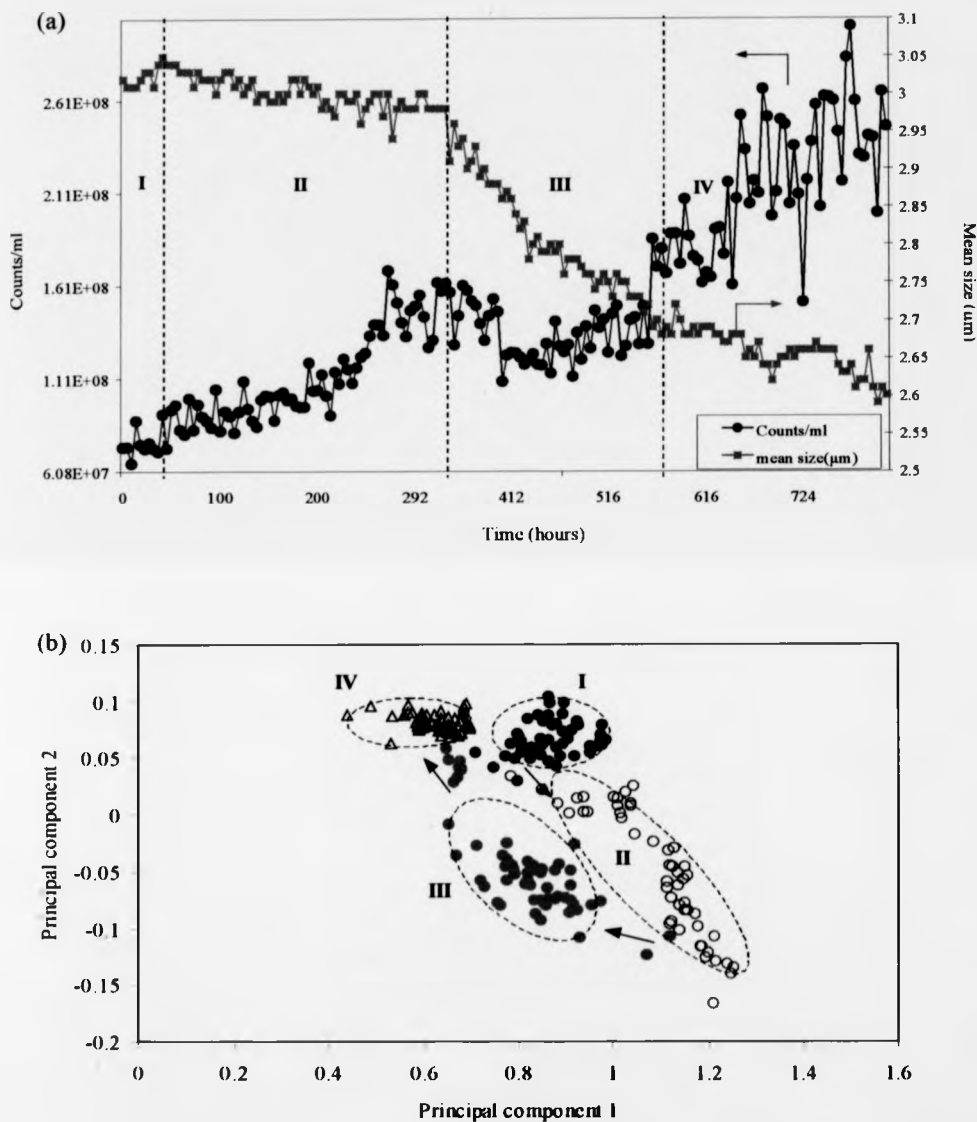 (a)
3.1
3.05
3
2.95
2.9
2.85
2.8
2.75
2.7
2.65
2.6
2.55
2.5
Mean size (µm)
2.61E+08
2.11E+08
1.61E+08
1.11E+08
6.08E+07
Counts/ml
I
II
III
IV
Counts/ml
mean size(µm)
0 100 200 292 412 516 616 724
Time (hours)
(b)
0.15
0.1
0.05
0
-0.05
-0.1
-0.15
-0.2
Principal component 2
IV
I
II
III
0 0.2 0.4 0.6 0.8 1 1.2 1.4 1.6
Principal component 1